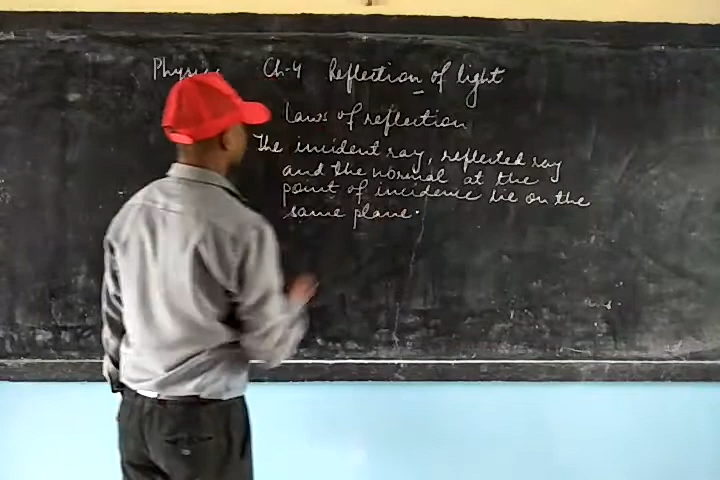 Physics Ch-4 Reflection of light
Laws of reflection
The incident ray, reflected ray
and the normal at the
point of incidence lie on the
same plane.